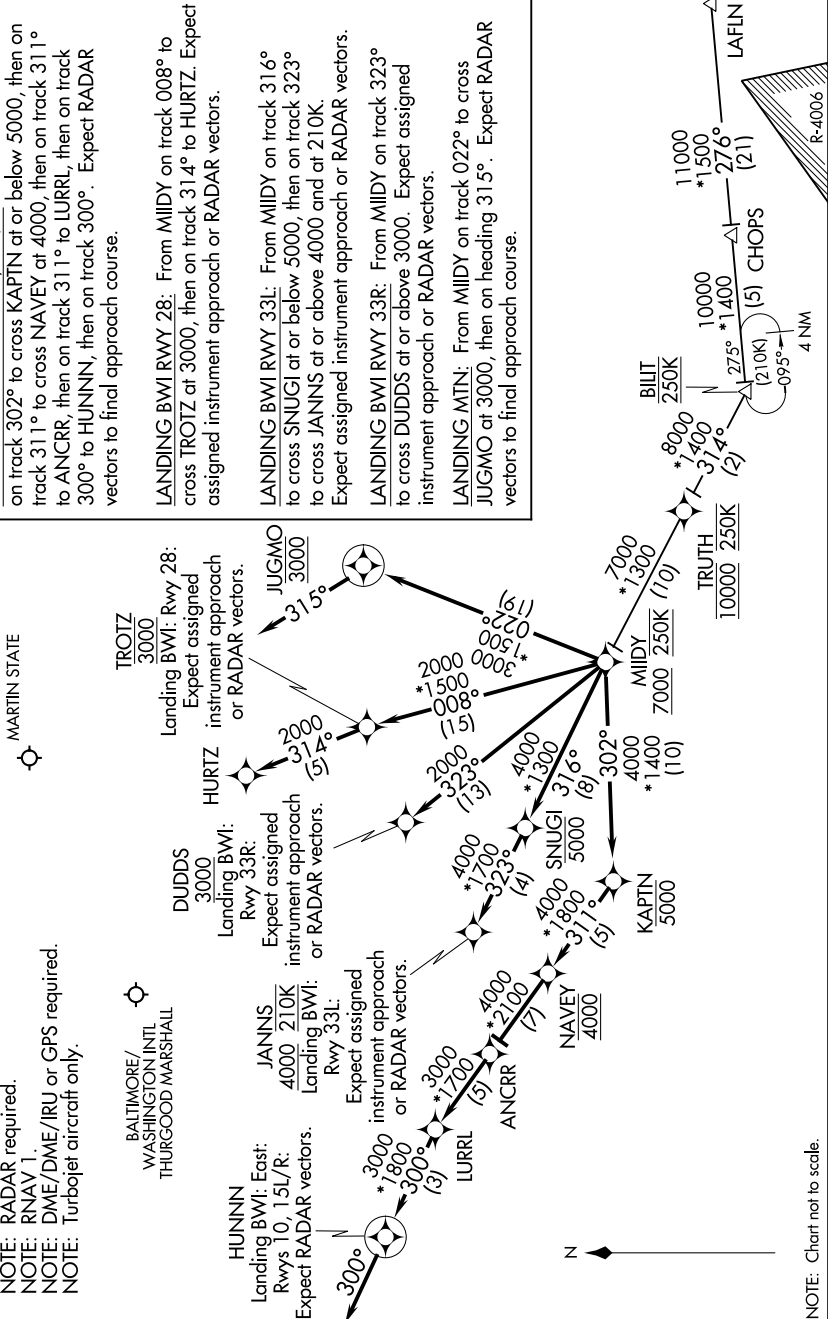 NOTE: RADAR required.
NOTE: RNAV 1.
NOTE: DME/DME/IRU or GPS required.
NOTE: Turbojet aircraft only.
MARTIN STATE
BALTIMORE/
WASHINGTON INTL
THURGOOD MARSHALL
on track 302° to cross KAPTN at or below 5000, then on
track 311° to cross NAVEY at 4000, then on track 311°
to ANCRR, then on track 311° to LURRL, then on track
300° to HUNNN, then on track 300°. Expect RADAR
vectors to final approach course.
LANDING BWI RWY 28: From MIIDY on track 008° to
cross TROTZ at 3000, then on track 314° to HURTZ. Expect
assigned instrument approach or RADAR vectors.
LANDING BWI RWY 33L: From MIIDY on track 316°
to cross SNUGI at or below 5000, then on track 323°
to cross JANNS at or above 4000 and at 210K.
Expect assigned instrument approach or RADAR vectors.
LANDING BWI RWY 33R: From MIIDY on track 323°
to cross DUDDS at or above 3000. Expect assigned
instrument approach or RADAR vectors.
LANDING MTN: From MIIDY on track 022° to cross
JUGMO at 3000, then on heading 315°. Expect RADAR
vectors to final approach course.
HUNNN
Landing BWI: East:
Rwys 10, 15L/R:
Expect RADAR vectors.
300°
3000
*1800
300°
(3)
LURRL
3000
*1700
(5)
ANCRR
4000
*2100
(7)
NAVEY
4000
4000
*1800
311°
(5)
KAPTN
5000
302°
4000
*1400
(10)
JANNS
4000 210K
Landing BWI:
Rwy 33L:
Expect assigned
instrument approach
or RADAR vectors.
4000
*1700
323°
(4)
SNUGI
5000
4000
*1300
316°
(8)
DUDDS
3000
Landing BWI:
Rwy 33R:
Expect assigned
instrument approach
or RADAR vectors.
2000
323°
(13)
HURTZ
2000
314°
(5)
TROTZ
3000
Landing BWI: Rwy 28:
Expect assigned
instrument approach
or RADAR vectors.
2000
*1500
008°
(15)
JUGMO
3000
315°
3000
*1500
022°
(19)
MIIDY
7000 250K
7000
*1300
(10)
TRUTH
10000 250K
8000
*1400
314°
(2)
BILIT
250K
275°
(210K)
095°
4 NM
10000
*1400
(5)
CHOPS
11000
*1500
276°
(21)
LAFLN
R-4006
N
NOTE: Chart not to scale.